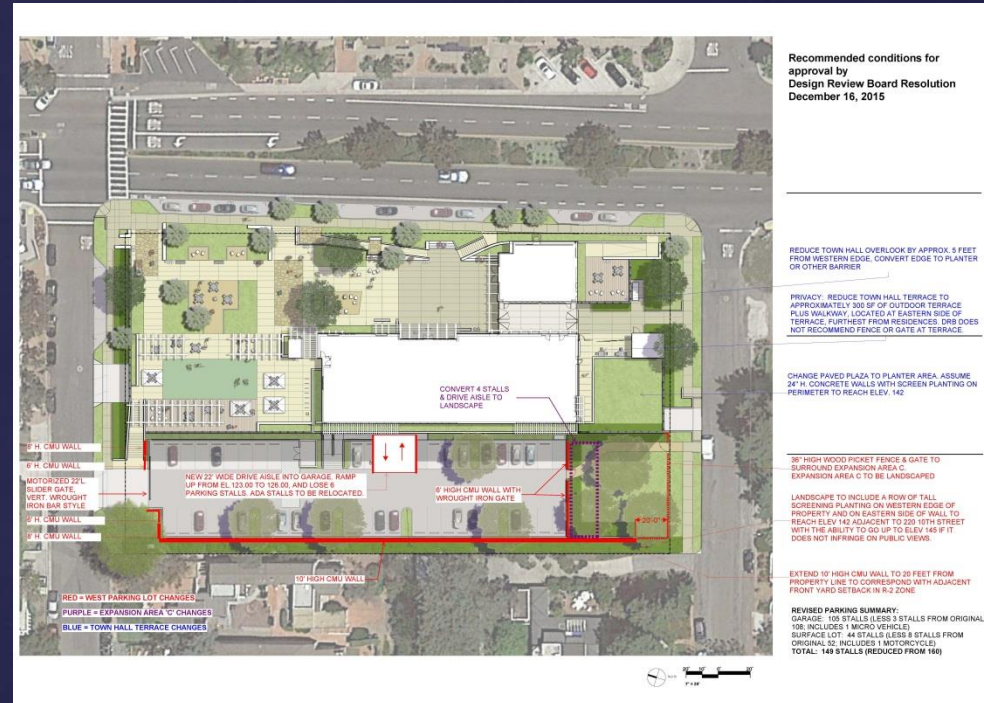 Recommended conditions for
approval by
Design Review Board Resolution
December 16, 2015
REDUCE TOWN HALL OVERLOOK BY APPROX. 5 FEET
FROM WESTERN EDGE, CONVERT EDGE TO PLANTER
OR OTHER BARRIER
PRIVACY: REDUCE TOWN HALL TERRACE TO
APPROXIMATELY 300 SF OF OUTDOOR TERRACE
PLUS WALKWAY, LOCATED AT EASTERN SIDE OF
TERRACE, FURTHEST FROM RESIDENCES. DRB DOES
NOT RECOMMEND FENCE OR GATE AT TERRACE.
CHANGE PAVED PLAZA TO PLANTER AREA. ASSUME
24" H. CONCRETE WALLS WITH SCREEN PLANTING ON
PERIMETER TO REACH ELEV. 142
CONVERT 4 STALLS
& DRIVE AISLE TO
LANDSCAPE
6' H. CMU WALL
MOTORIZED 22'L.
SLIDER GATE,
VERT. WROUGHT
IRON BAR STYLE
6' H. CMU WALL
8' H. CMU WALL
NEW 22' WIDE DRIVE AISLE INTO GARAGE, RAMP
UP FROM EL 123.00 TO 126.00, AND LOSE 6
PARKING STALLS. ADA STALLS TO BE RELOCATED.
6' HIGH CMU WALL WITH
WROUGHT IRON GATE
20'-0"
36" HIGH WOOD PICKET FENCE & GATE TO
SURROUND EXPANSION AREA C.
EXPANSION AREA C TO BE LANDSCAPED
LANDSCAPE TO INCLUDE A ROW OF TALL
SCREENING PLANTING ON WESTERN EDGE OF
PROPERTY AND ON EASTERN SIDE OF WALL TO
REACH ELEV 142 ADJACENT TO 220 10TH STREET
WITH THE ABILITY TO GO UP TO ELEV 145 IF IT
DOES NOT INFRINGE ON PUBLIC VIEWS.
10' HIGH CMU WALL
EXTEND 10' HIGH CMU WALL TO 20 FEET FROM
PROPERTY LINE TO CORRESPOND WITH ADJACENT
FRONT YARD SETBACK IN R-2 ZONE
RED = WEST PARKING LOT CHANGES
PURPLE = EXPANSION AREA 'C' CHANGES
BLUE = TOWN HALL TERRACE CHANGES
REVISED PARKING SUMMARY:
GARAGE: 105 STALLS (LESS 3 STALLS FROM ORIGINAL
108; INCLUDES 1 MICRO VEHICLE)
SURFACE LOT: 44 STALLS (LESS 8 STALLS FROM
ORIGINAL 52; INCLUDES 1 MOTORCYCLE)
TOTAL: 149 STALLS (REDUCED FROM 160)